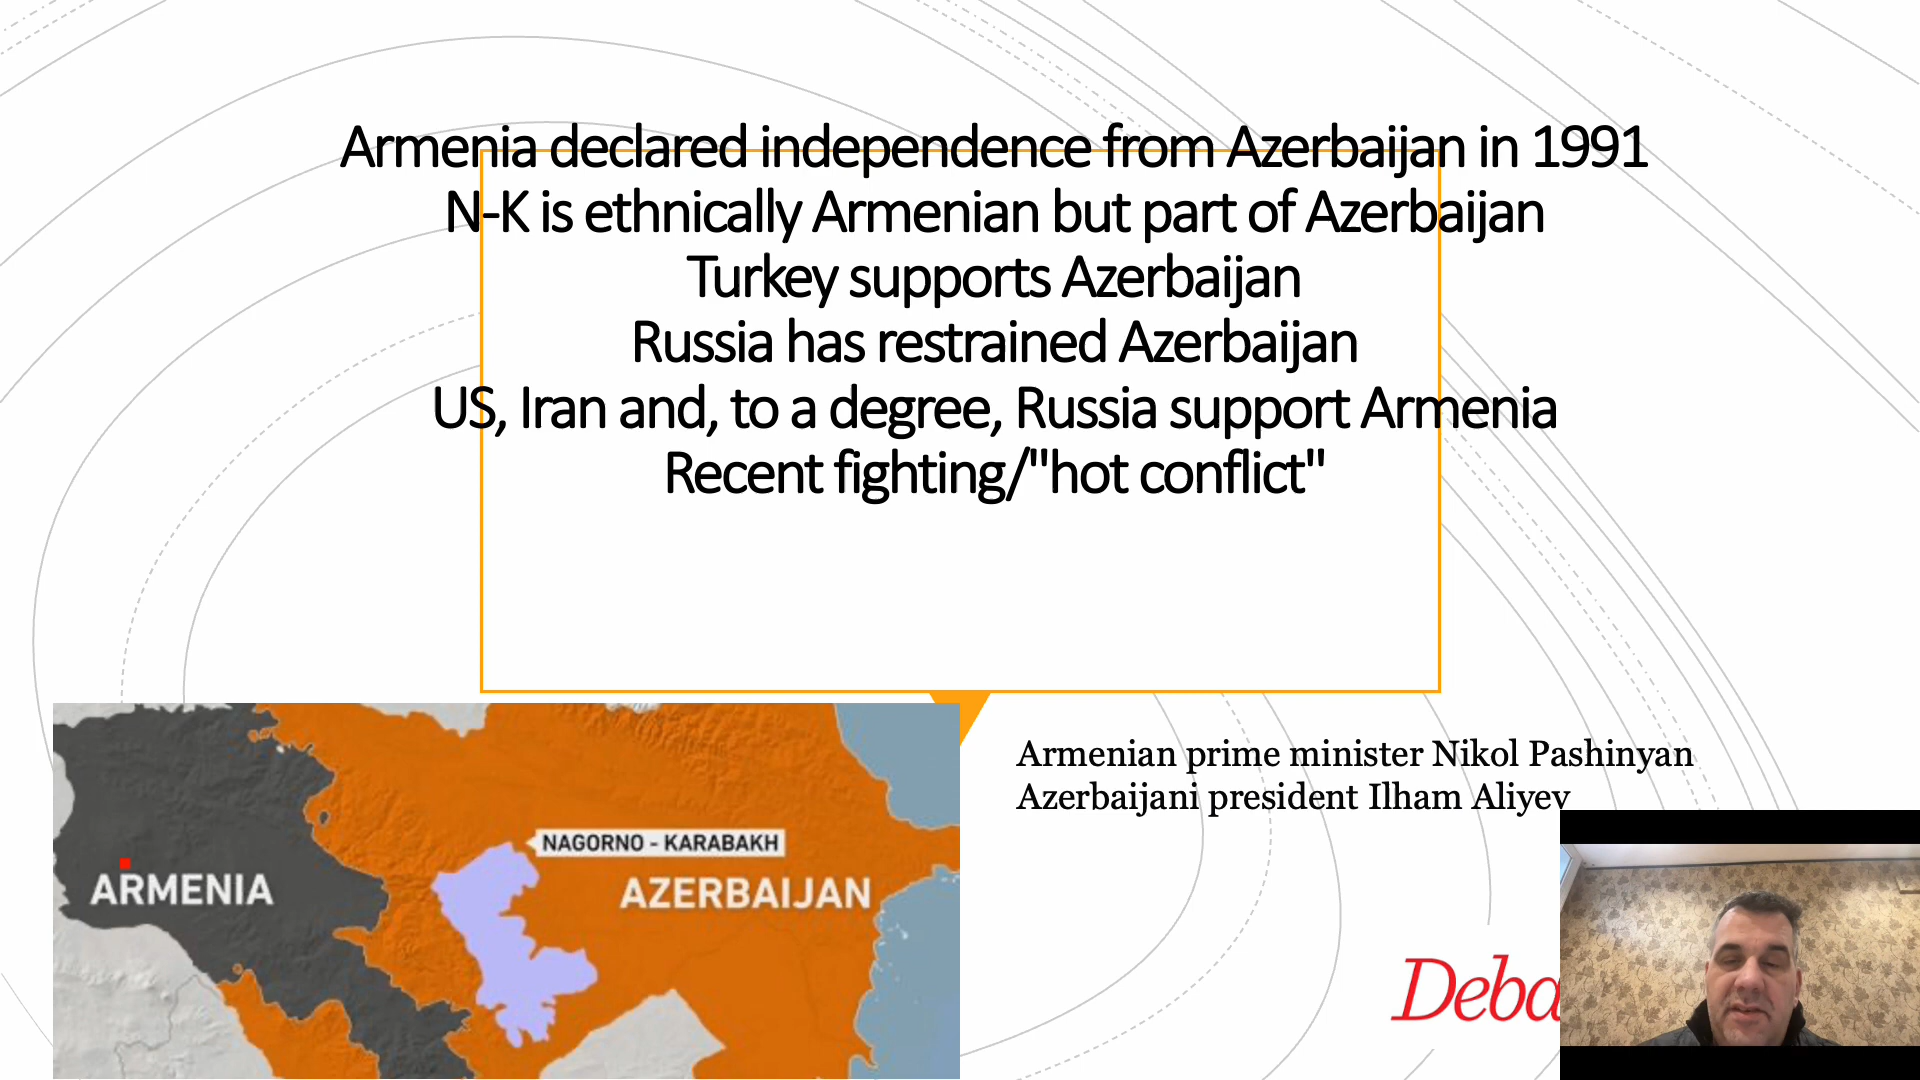 Armenia declared independence from Azerbaijan in 1991
N-K is ethnically Armenian but part of Azerbaijan
Turkey supports Azerbaijan
Russia has restrained Azerbaijan
US, Iran and, to a degree, Russia support Armenia
Recent fighting/"hot conflict"
NAGORNO - KARABAKH
ARMENIA
AZERBAIJAN
Armenian prime minister Nikol Pashinyan
Azerbaijani president Ilham Aliyev